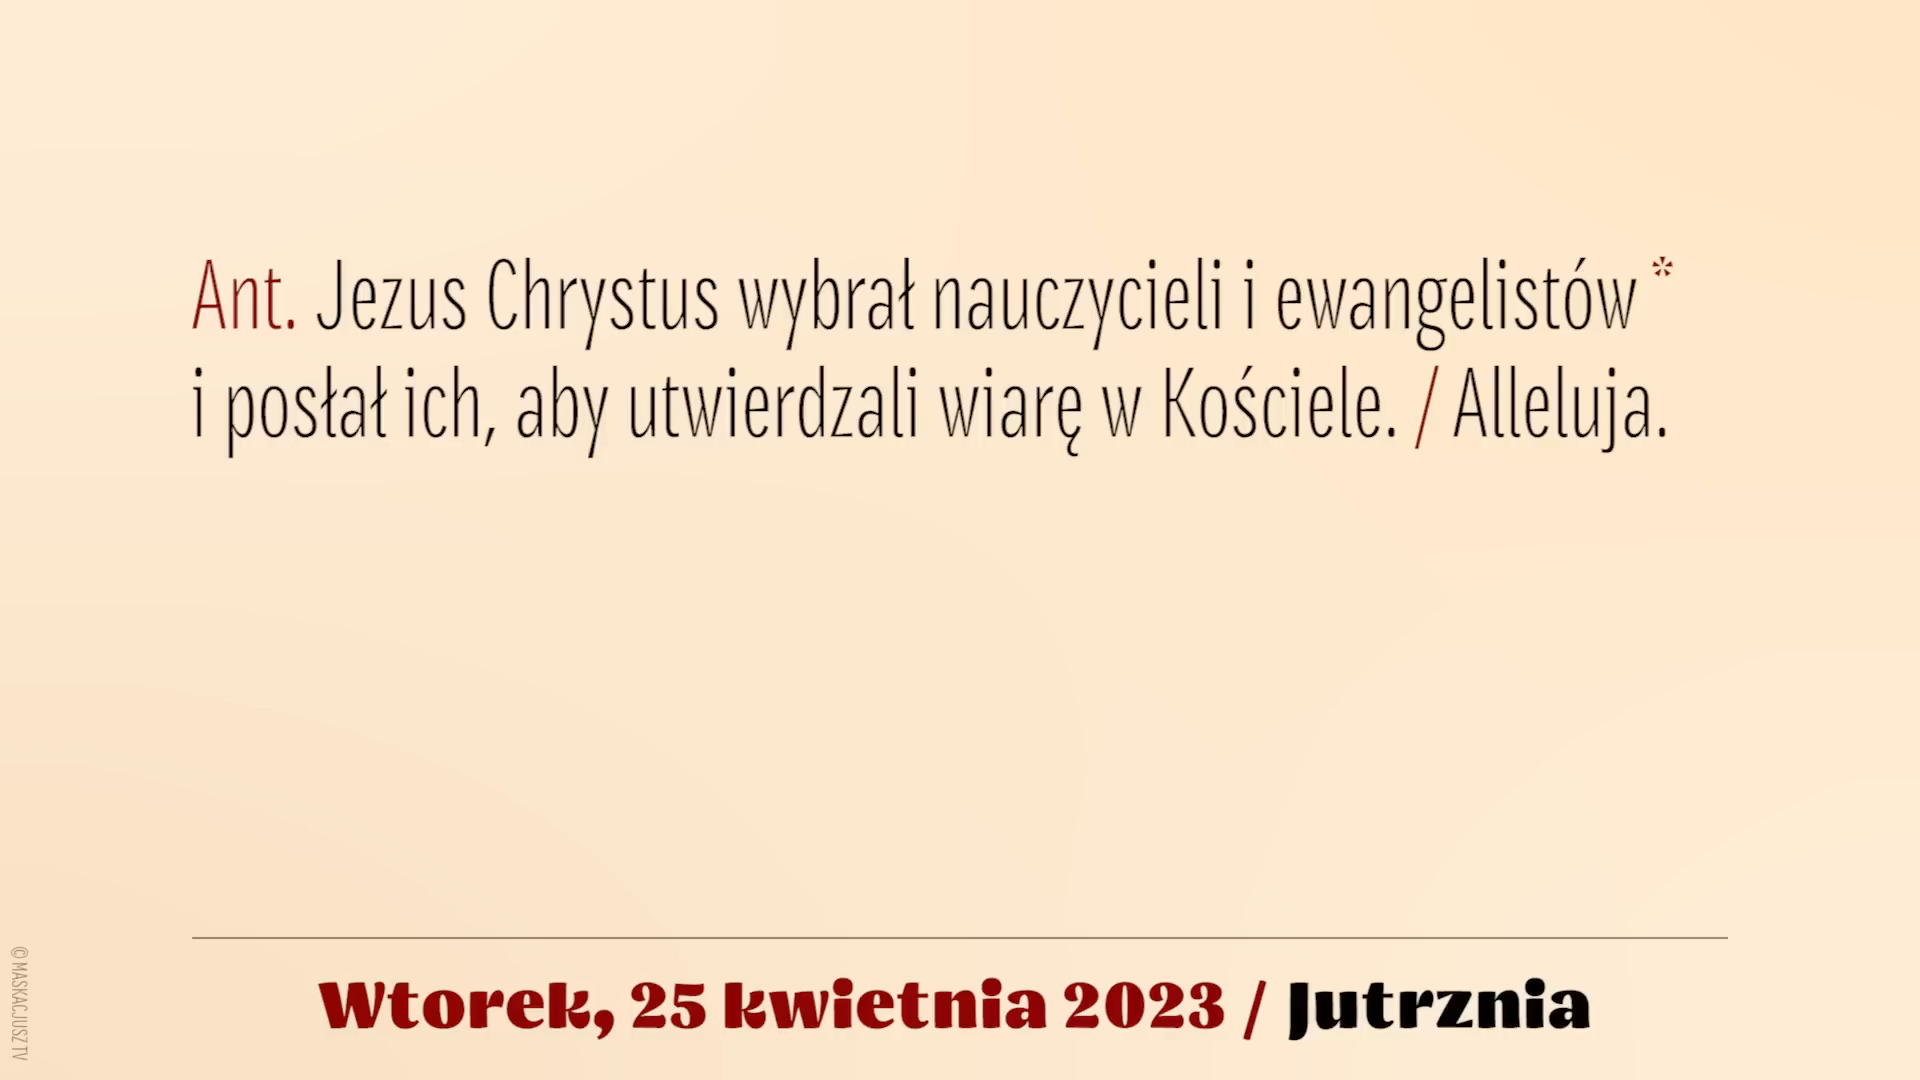 Ant. Jezus Chrystus wybrał nauczycieli i ewangelistów *
i posłał ich, aby utwierdzali wiarę w Kościele. / Alleluja.
Wtorek, 25 kwietnia 2023 / Jutrznia
© MASKACJUSZ TV